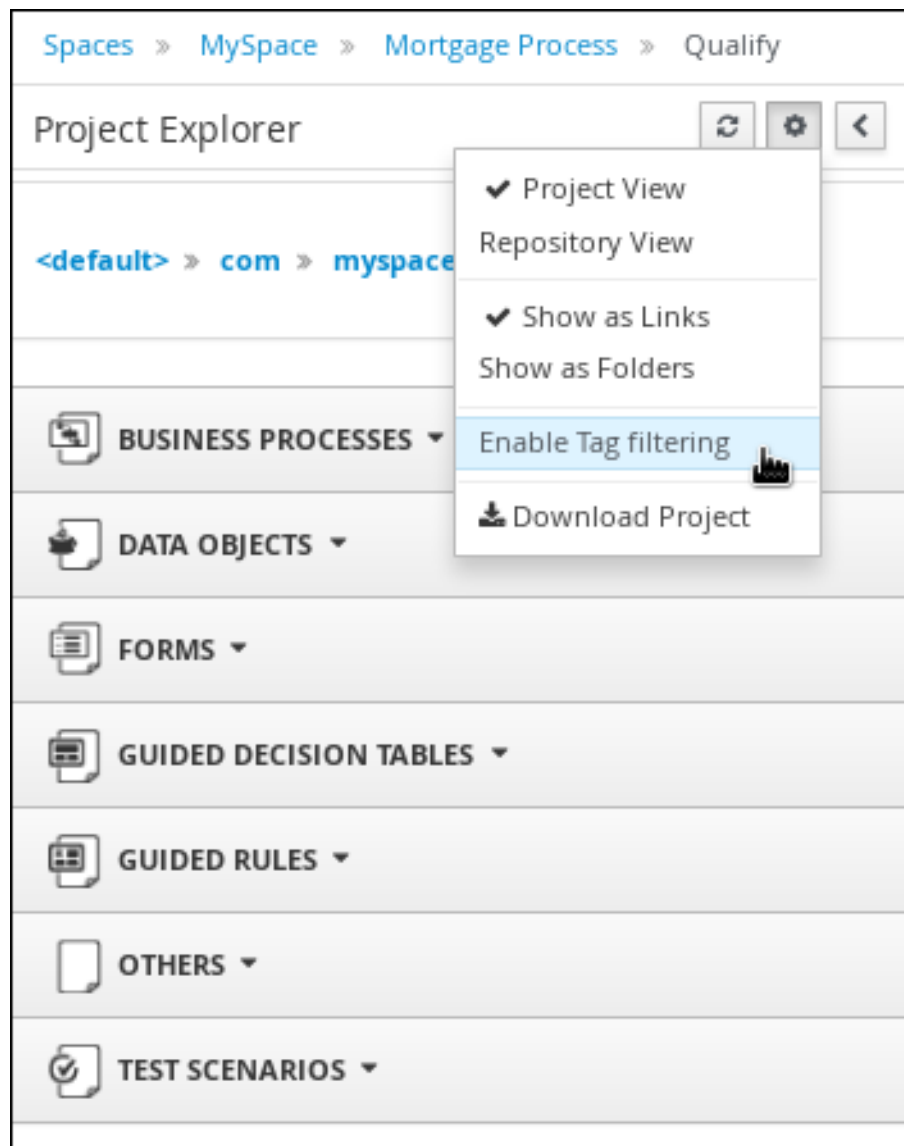 Spaces » MySpace » Mortgage Process » Qualify
Project Explorer
Project View
Repository View
<default> » com » myspace
Show as Links
Show as Folders
Enable Tag filtering
Download Project
BUSINESS PROCESSES
DATA OBJECTS
FORMS
GUIDED DECISION TABLES
GUIDED RULES
OTHERS
TEST SCENARIOS